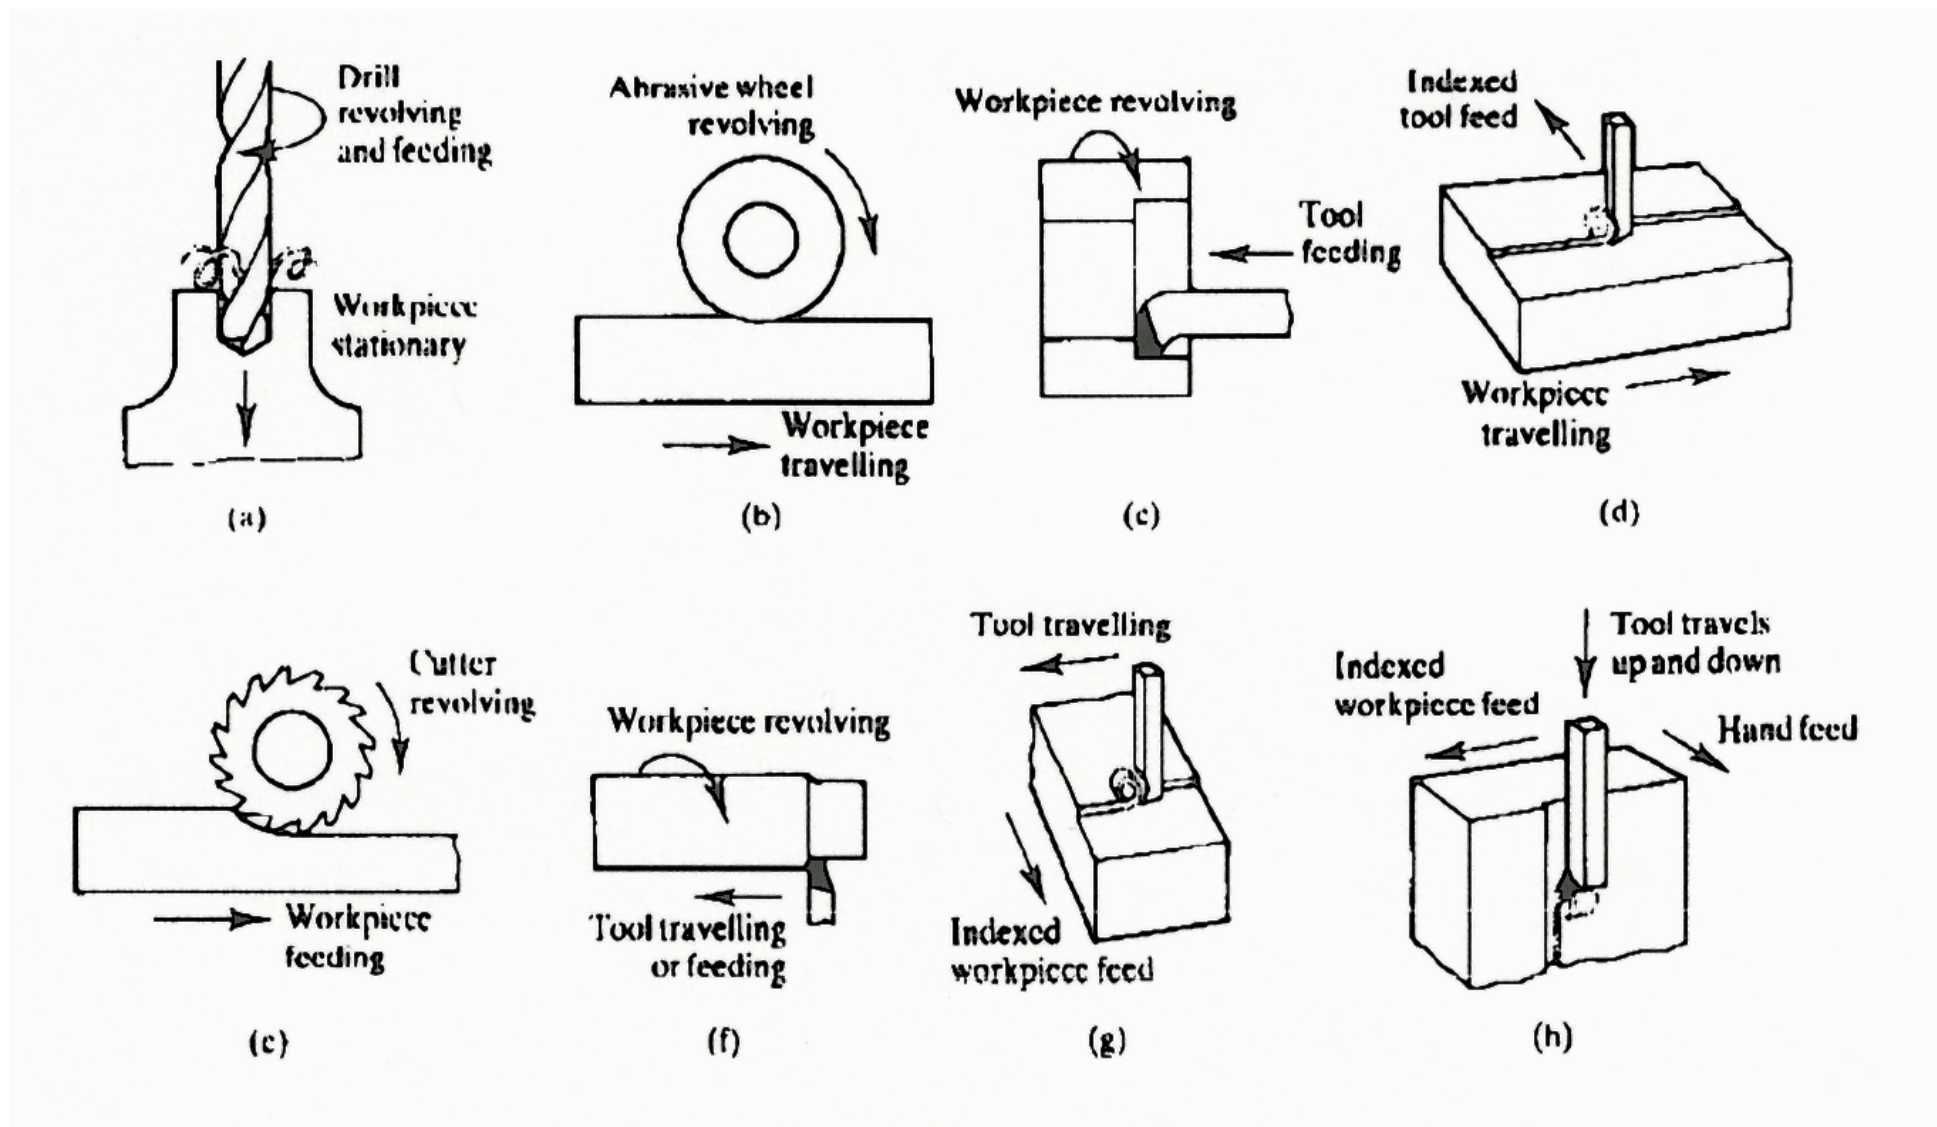 Drill
revolving
and feeding
Workpiece
stationary
(a)
Abrasive wheel
revolving
Workpiece
travelling
(b)
Workpiece revolving
Tool
feeding
(c)
Indexed
tool feed
Workpiece
travelling
(d)
Cutter
revolving
Workpiece
feeding
(e)
Workpiece revolving
Tool travelling
or feeding
(f)
Tool travelling
Indexed
workpiece feed
(g)
Tool travels
up and down
Indexed
workpiece feed
Hand feed
(h)